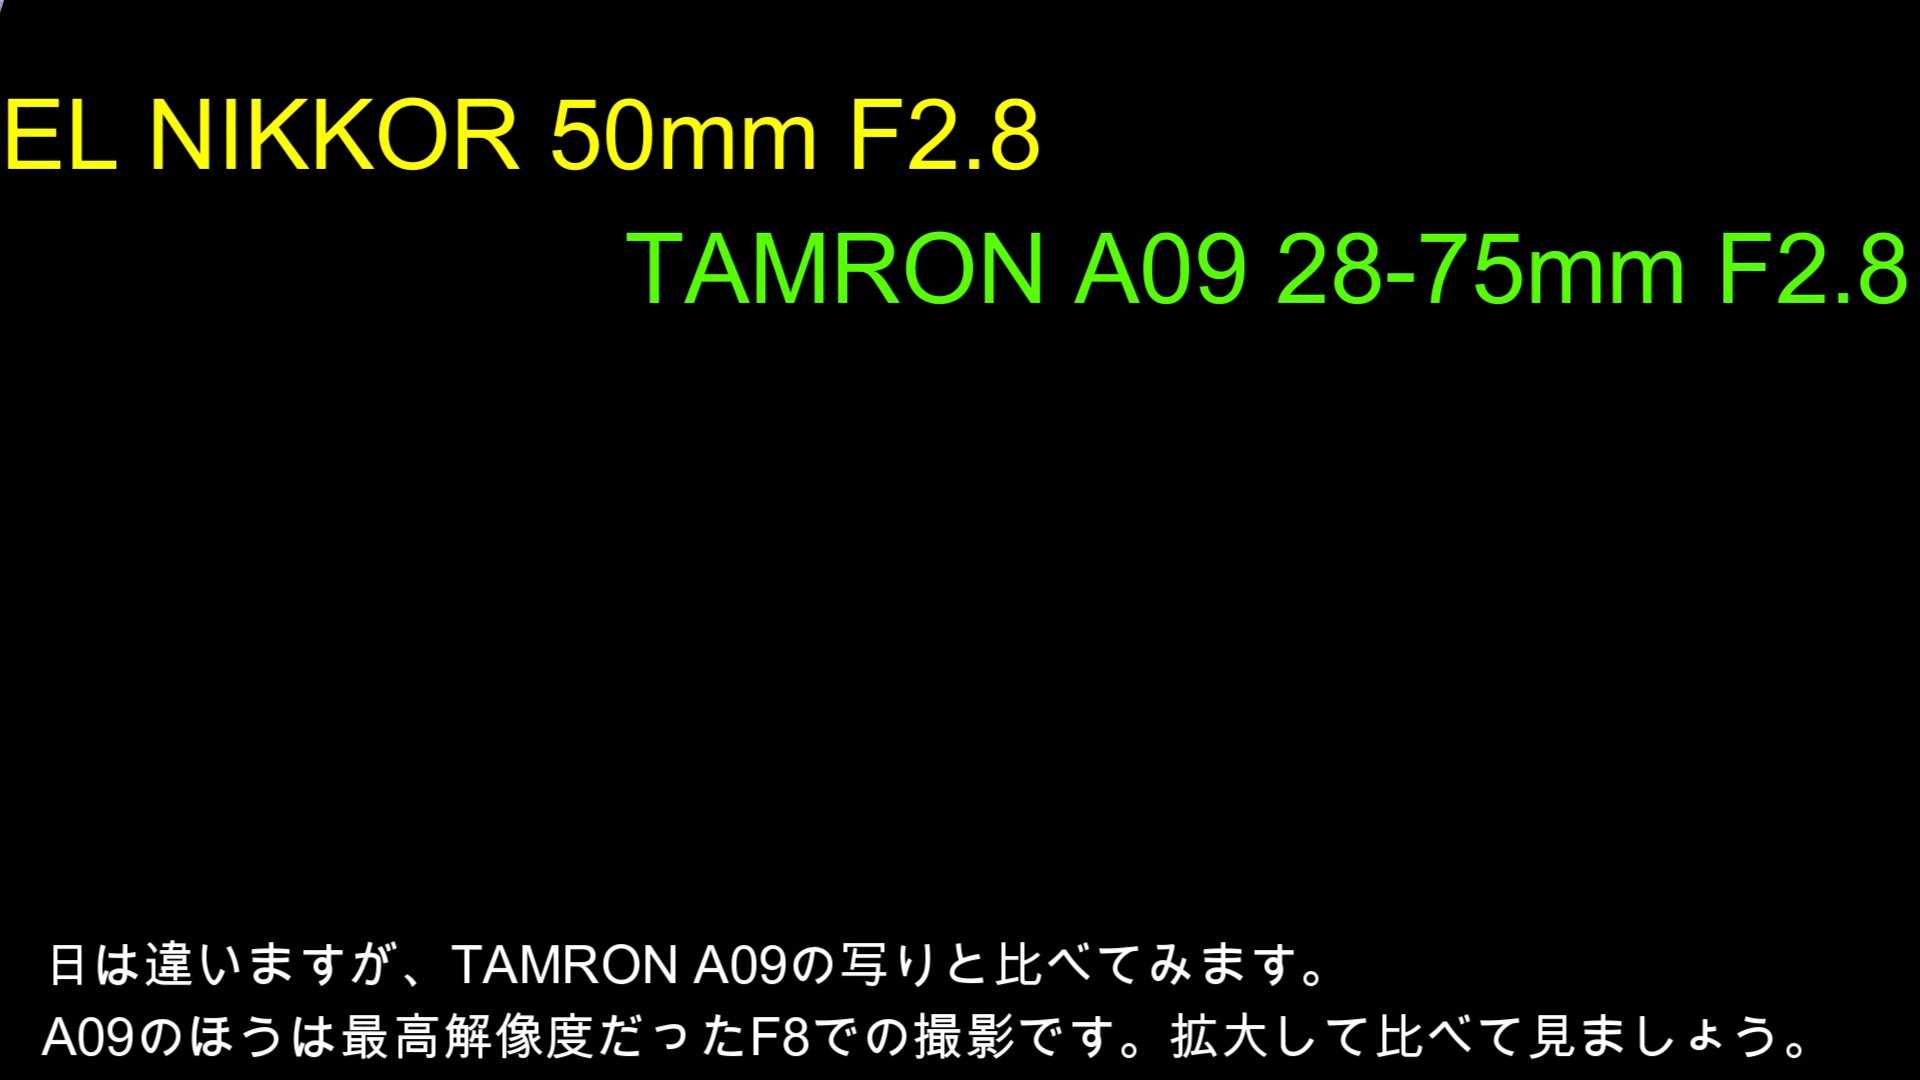 EL NIKKOR 50mm F2.8
TAMRON A09 28-75mm F2.8
日は違いますが、TAMRON A09の写りと比べてみます。
A09のほうは最高解像度だったF8での撮影です。拡大して比べて見ましょう。